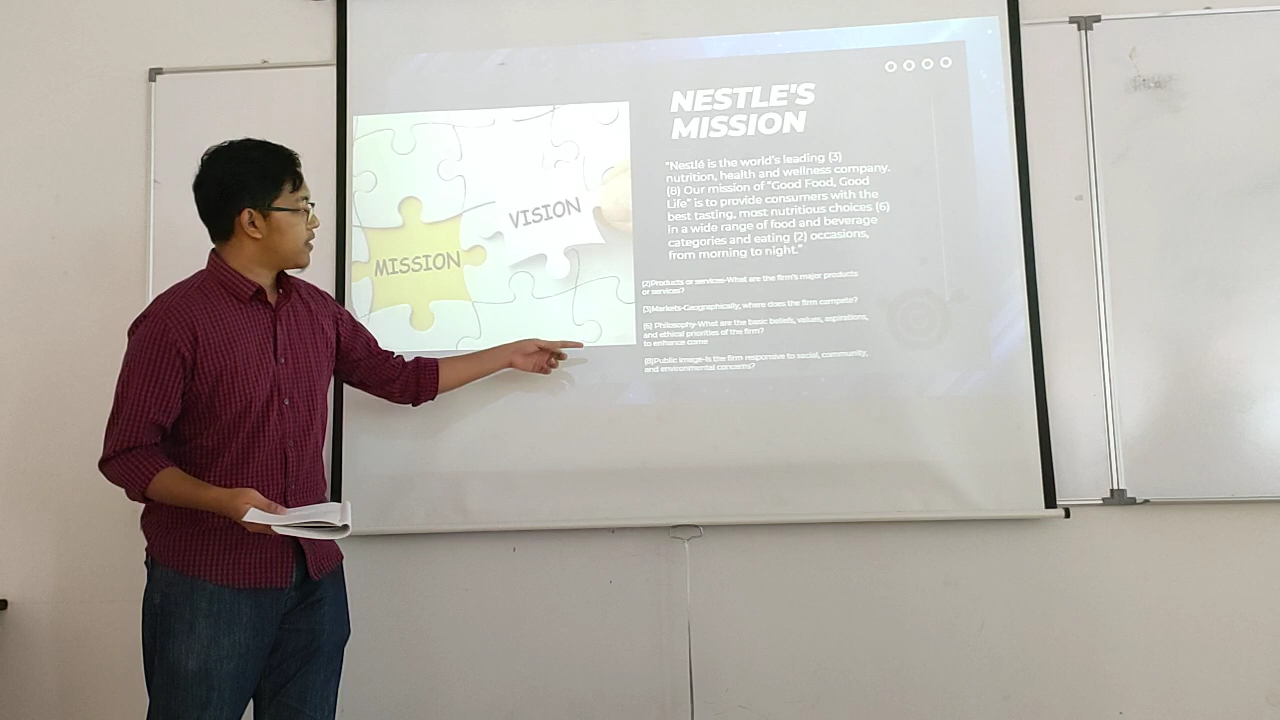 MISSION
VISION
NESTLE'S
MISSION
"Nestlé is the world's leading (3)
nutrition, health and wellness company.
(8) Our mission of "Good Food, Good
Life" is to provide consumers with the
best tasting, most nutritious choices (6)
in a wide range of food and beverage
categories and eating (2) occasions,
from morning to night."
(2)Products or services-What are the firm's major products
or services?
(3)Markets-Geographically, where does the firm compete?
(6) Philosophy-What are the basic beliefs, values, aspirations,
and ethical priorities of the firm?
to enhance come
(8)Public image-Is the firm responsive to social, community,
and environmental concerns?